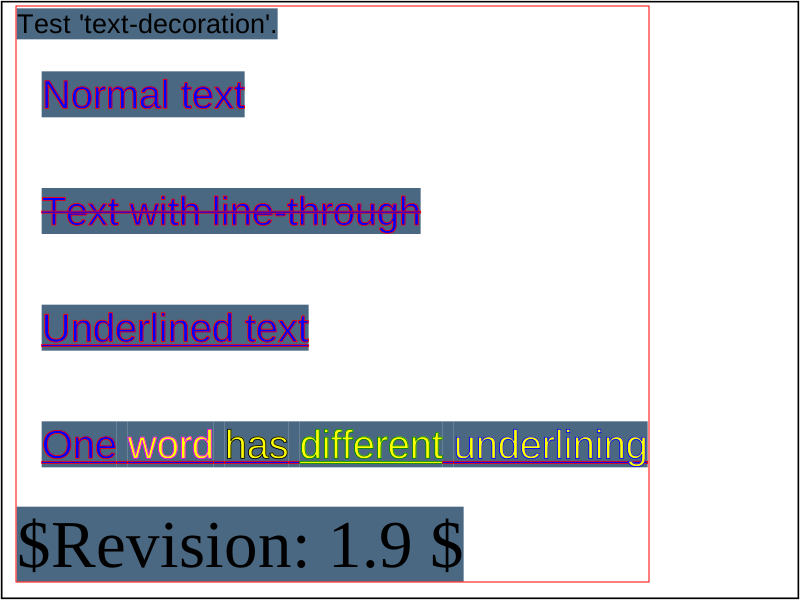 Test 'text-decoration'.
Normal text
Text with line-through
Underlined text
One word has different underlining
$Revision: 1.9 $